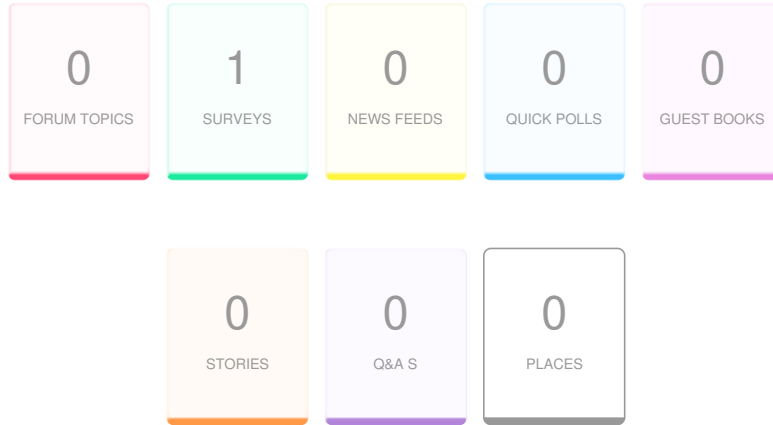 0 1 0 0 0
FORUM TOPICS SURVEYS NEWS FEEDS QUICK POLLS GUEST BOOKS
0 0 0
STORIES Q&A S PLACES